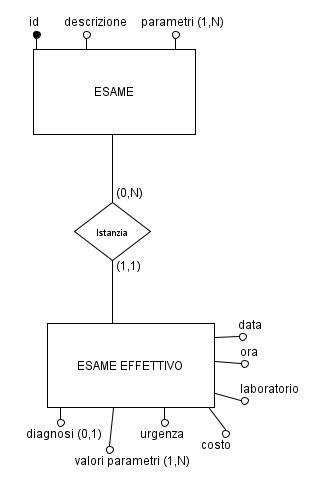 id descrizione parametri (1,N)
ESAME
(0,N)
Istanzia
(1,1)
data
ora
ESAME EFFETTIVO
laboratorio
diagnosi (0,1) urgenza
costo
valori parametri (1,N)